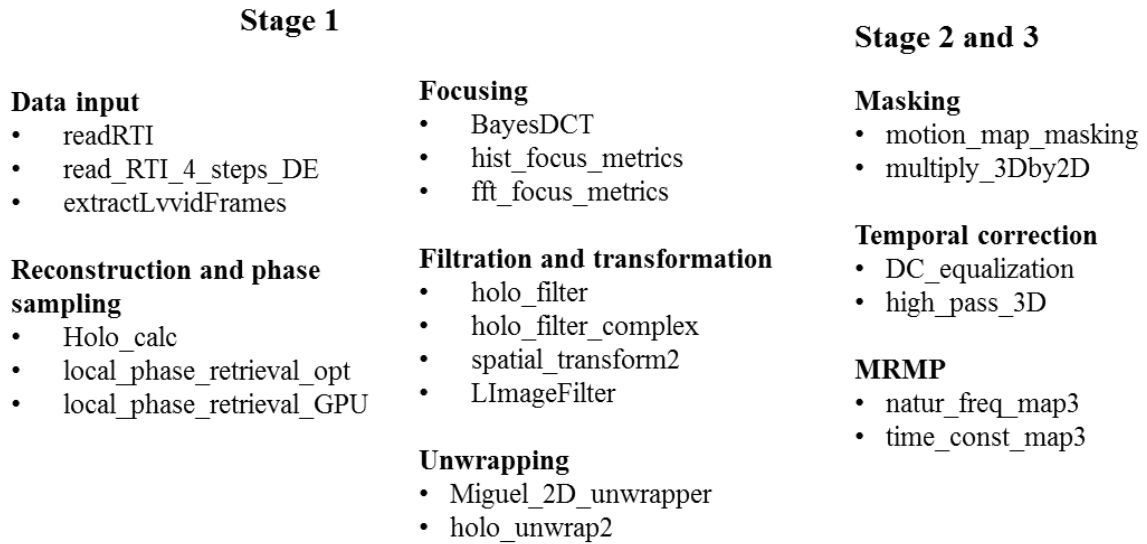 Stage 1
Data input
• readRTI
• read_RTI_4_steps_DE
• extractLvvidFrames
Reconstruction and phase
sampling
• Holo_calc
• local_phase_retrieval_opt
• local_phase_retrieval_GPU
Focusing
• BayesDCT
• hist_focus_metrics
• fft_focus_metrics
Filtration and transformation
• holo_filter
• holo_filter_complex
• spatial_transform2
• LImageFilter
Unwrapping
• Miguel_2D_unwrapper
• holo_unwrap2
Stage 2 and 3
Masking
• motion_map_masking
• multiply_3Dby2D
Temporal correction
• DC_equalization
• high_pass_3D
MRMP
• natur_freq_map3
• time_const_map3